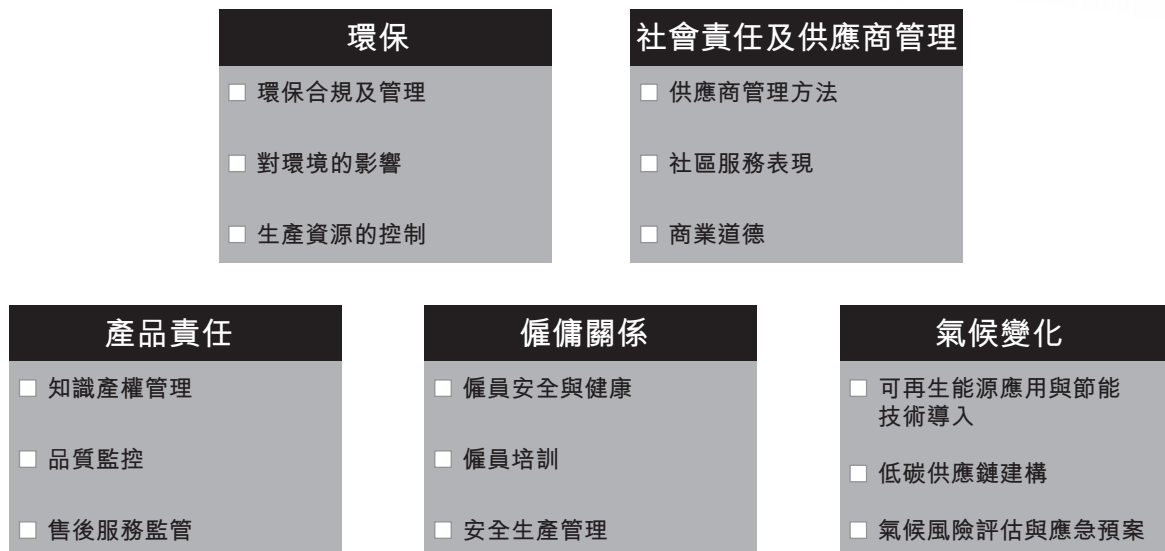 環保
環保合規及管理
對環境的影響
生產資源的控制
社會責任及供應商管理
供應商管理方法
社區服務表現
商業道德
產品責任
知識產權管理
品質監控
售後服務監管
僱傭關係
僱員安全與健康
僱員培訓
安全生產管理
氣候變化
可再生能源應用與節能
技術導入
低碳供應鏈建構
氣候風險評估與應急預案